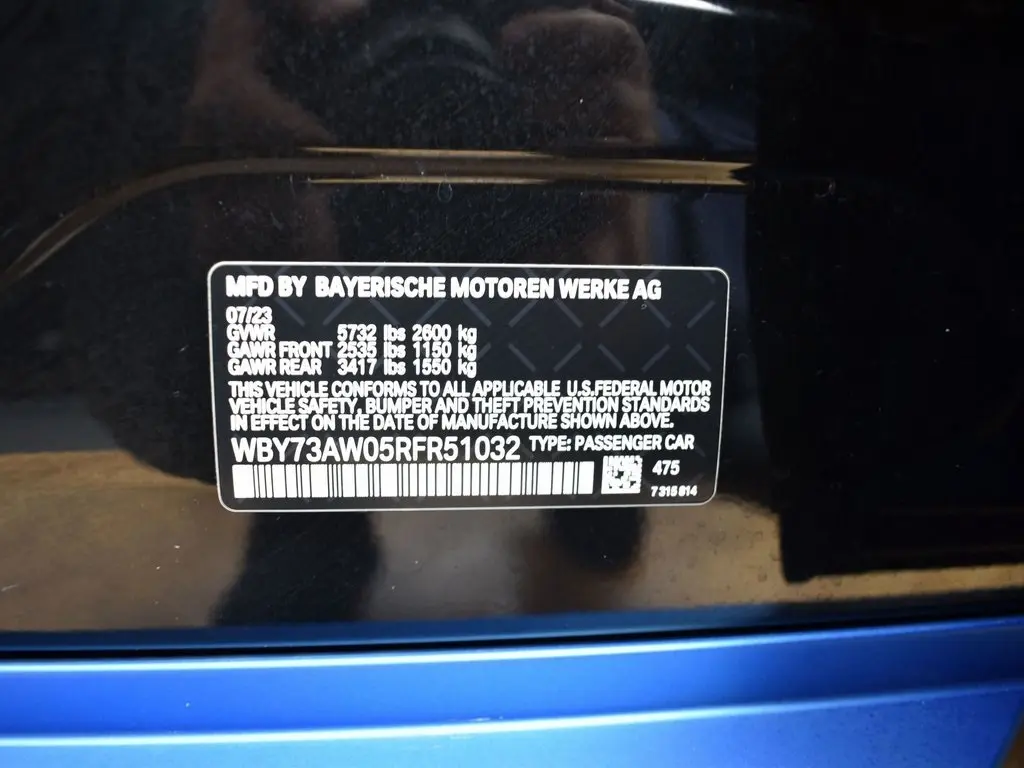 MFD BY BAYERISCHE MOTOREN WERKE AG
07/23
GVWR 5732 lbs 2600 kg
GAWR FRONT 2535 lbs 1150 kg
GAWR REAR 3417 lbs 1550 kg
THIS VEHICLE CONFORMS TO ALL APPLICABLE U.S.FEDERAL MOTOR
VEHICLE SAFETY, BUMPER AND THEFT PREVENTION STANDARDS
IN EFFECT ON THE DATE OF MANUFACTURE SHOWN ABOVE.
WBY73AW05RFR51032 TYPE: PASSENGER CAR
475
7 315 814